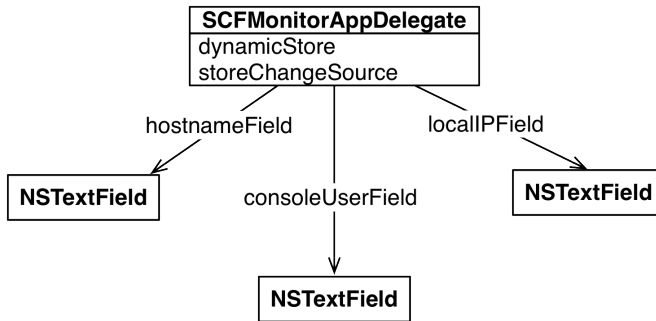 SCFMonitorAppDelegate
dynamicStore
storeChangeSource
hostnameField
localIPField
NSTextField
consoleUserField
NSTextField
NSTextField